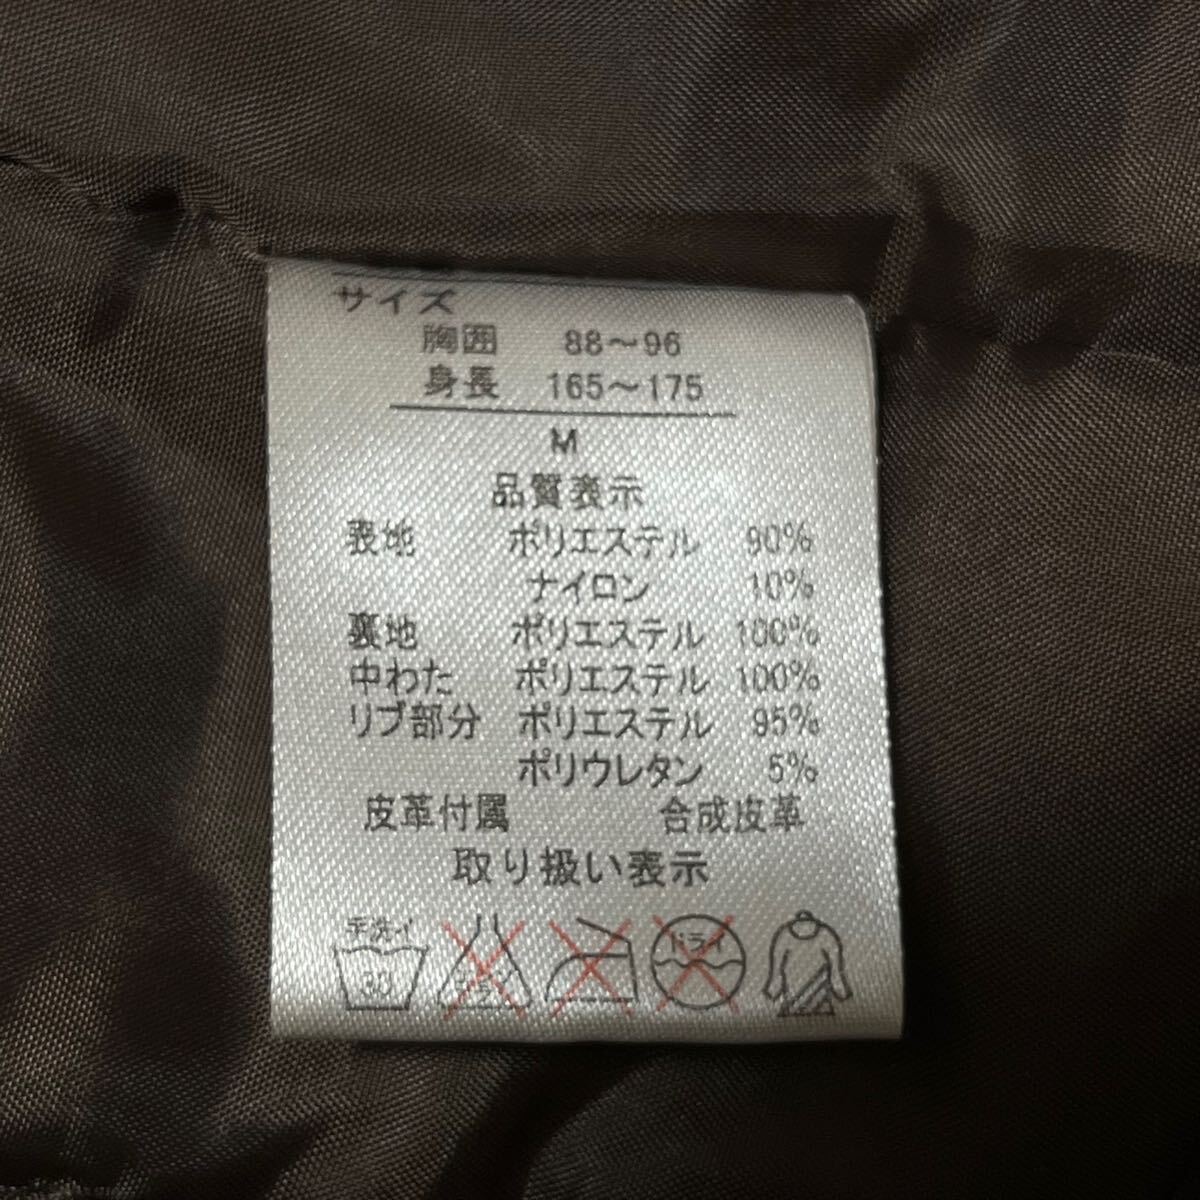 サイズ
胸囲 88～96
身長 165～175
M
品質表示
表地 ポリエステル 90%
ナイロン 10%
裏地 ポリエステル 100%
中わた ポリエステル 100%
リブ部分 ポリエステル 95%
ポリウレタン 5%
皮革付属 合成皮革
取り扱い表示
手洗イ 30 エンソ ドライ